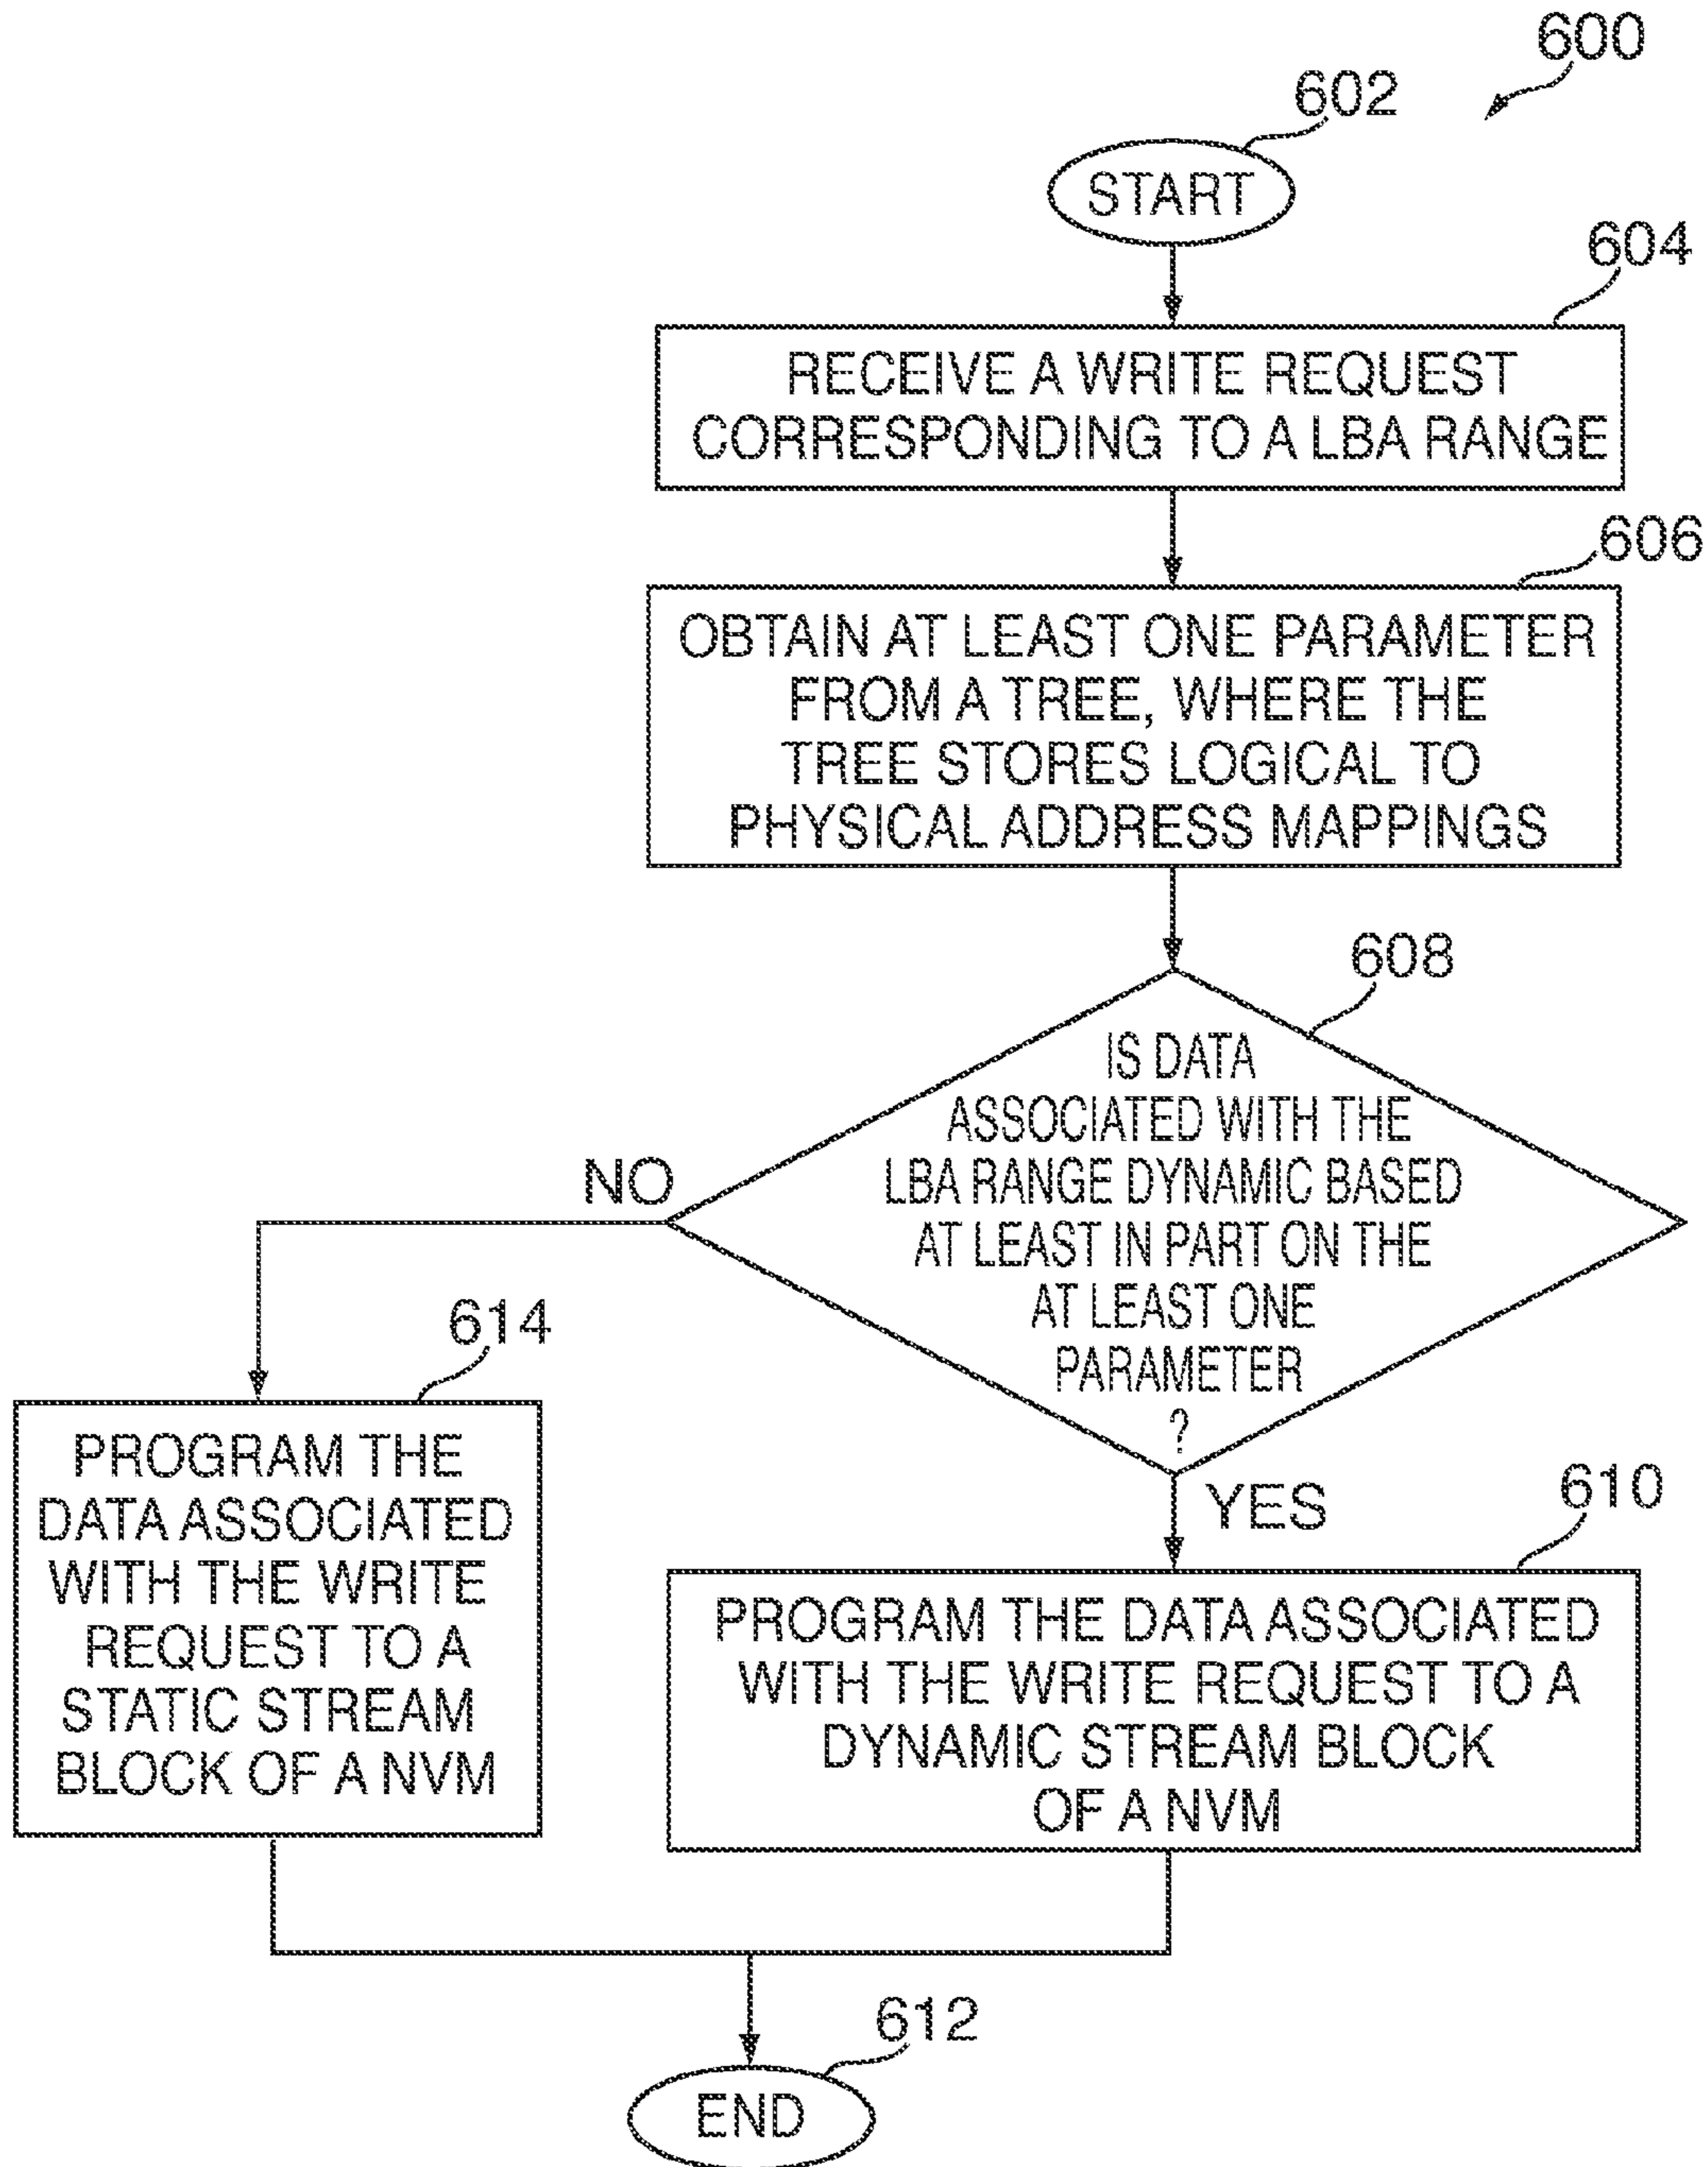 600
602
START
604
RECEIVE A WRITE REQUEST
CORRESPONDING TO A LBA RANGE
606
OBTAIN AT LEAST ONE PARAMETER
FROM A TREE, WHERE THE
TREE STORES LOGICAL TO
PHYSICAL ADDRESS MAPPINGS
608
IS DATA
ASSOCIATED WITH THE
LBA RANGE DYNAMIC BASED
AT LEAST IN PART ON THE
AT LEAST ONE
PARAMETER
?
NO
YES
614
PROGRAM THE
DATA ASSOCIATED
WITH THE WRITE
REQUEST TO A
STATIC STREAM
BLOCK OF A NVM
610
PROGRAM THE DATA ASSOCIATED
WITH THE WRITE REQUEST TO A
DYNAMIC STREAM BLOCK
OF A NVM
612
END